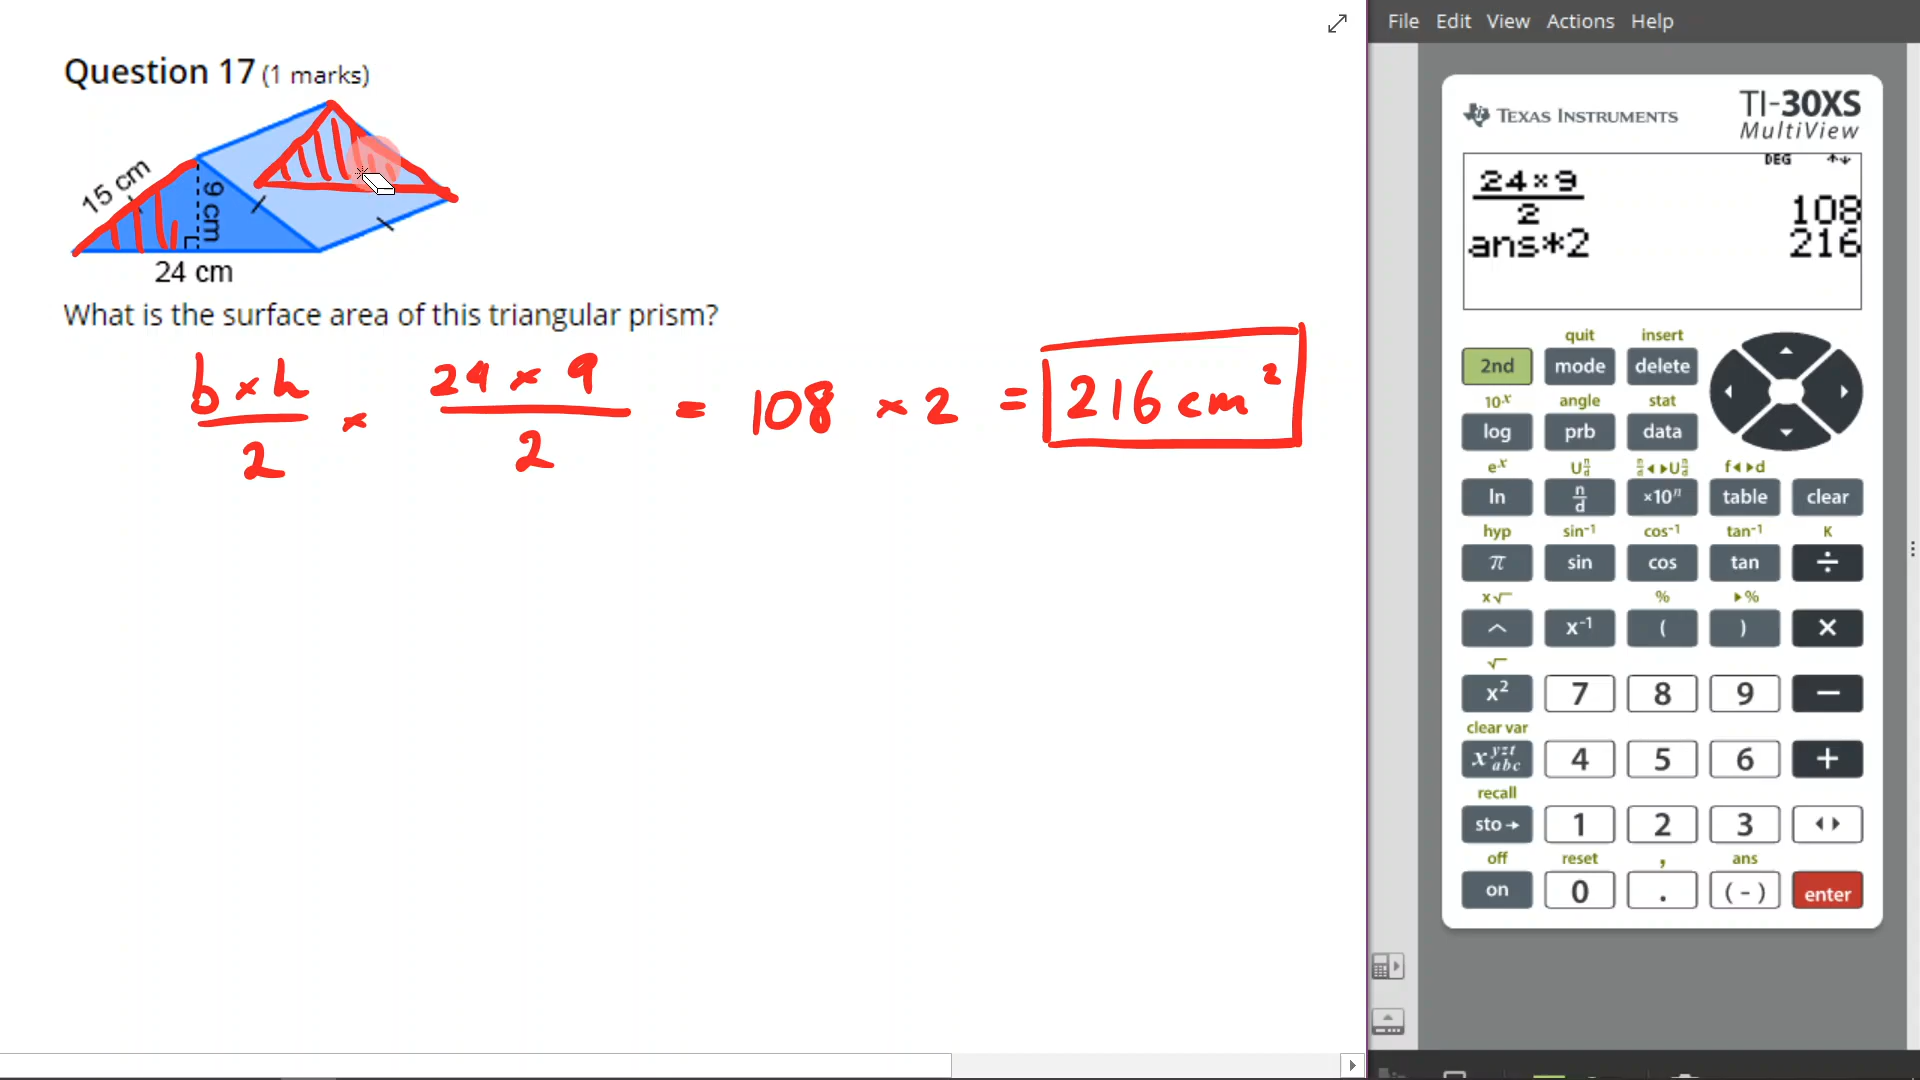 File Edit View Actions Help
Question 17 (1 marks)
15 cm
9 cm
24 cm
What is the surface area of this triangular prism?
b × h / 2 × 24 × 9 / 2 = 108 × 2 = 216 cm²
TEXAS INSTRUMENTS
TI-30XS
MultiView
DEG
24×9
2
108
ans*2 216
quit insert
2nd mode delete
10ˣ angle stat
log prb data
eˣ U n/d n/d◄►U n/d f◄►d
ln n/d ×10ⁿ table clear
hyp sin⁻¹ cos⁻¹ tan⁻¹ K
π sin cos tan ÷
x√ % ►%
^ x⁻¹ ( ) ×
√
x² 7 8 9 −
clear var
x yzt abc 4 5 6 +
recall
sto→ 1 2 3 ◄►
off reset , ans
on 0 . (-) enter